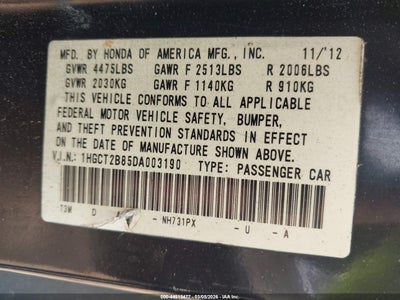 MFD. BY HONDA OF AMERICA MFG., INC. 11/'12
GVWR 4475LBS GAWR F 2513LBS R 2006LBS
GVWR 2030KG GAWR F 1140KG R 910KG
THIS VEHICLE CONFORMS TO ALL APPLICABLE
FEDERAL MOTOR VEHICLE SAFETY, BUMPER,
AND THEFT PREVENTION STANDARDS IN EFFECT
ON THE DATE OF MANUFACTURE SHOWN ABOVE.
V.I.N.: 1HGCT2B85DA003190 TYPE: PASSENGER CAR
T3W D - NH731PX - U - A